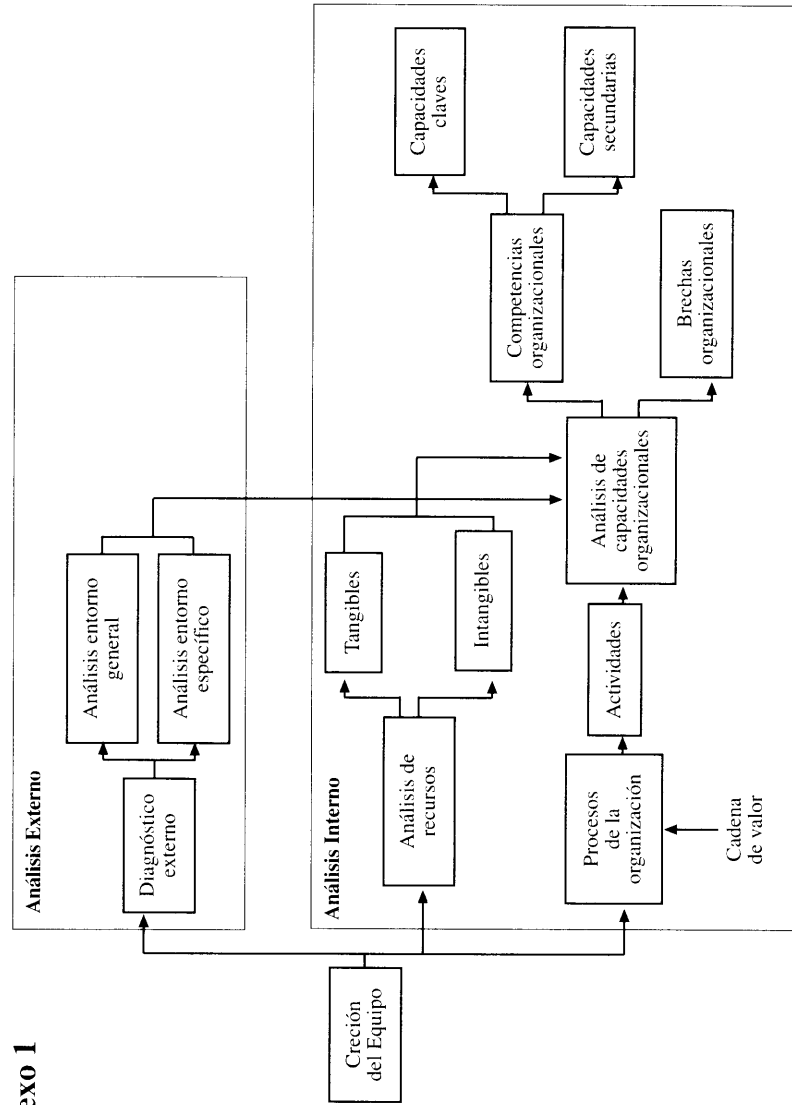 exo 1
Creción
del Equipo
Análisis Externo
Diagnóstico
externo
Análisis entorno
general
Análisis entorno
específico
Análisis Interno
Análisis de
recursos
Tangibles
Intangibles
Procesos
de la
organización
Cadena
de valor
Actividades
Análisis de
capacidades
organizacionales
Competencias
organizacionales
Brechas
organizacionales
Capacidades
claves
Capacidades
secundarias